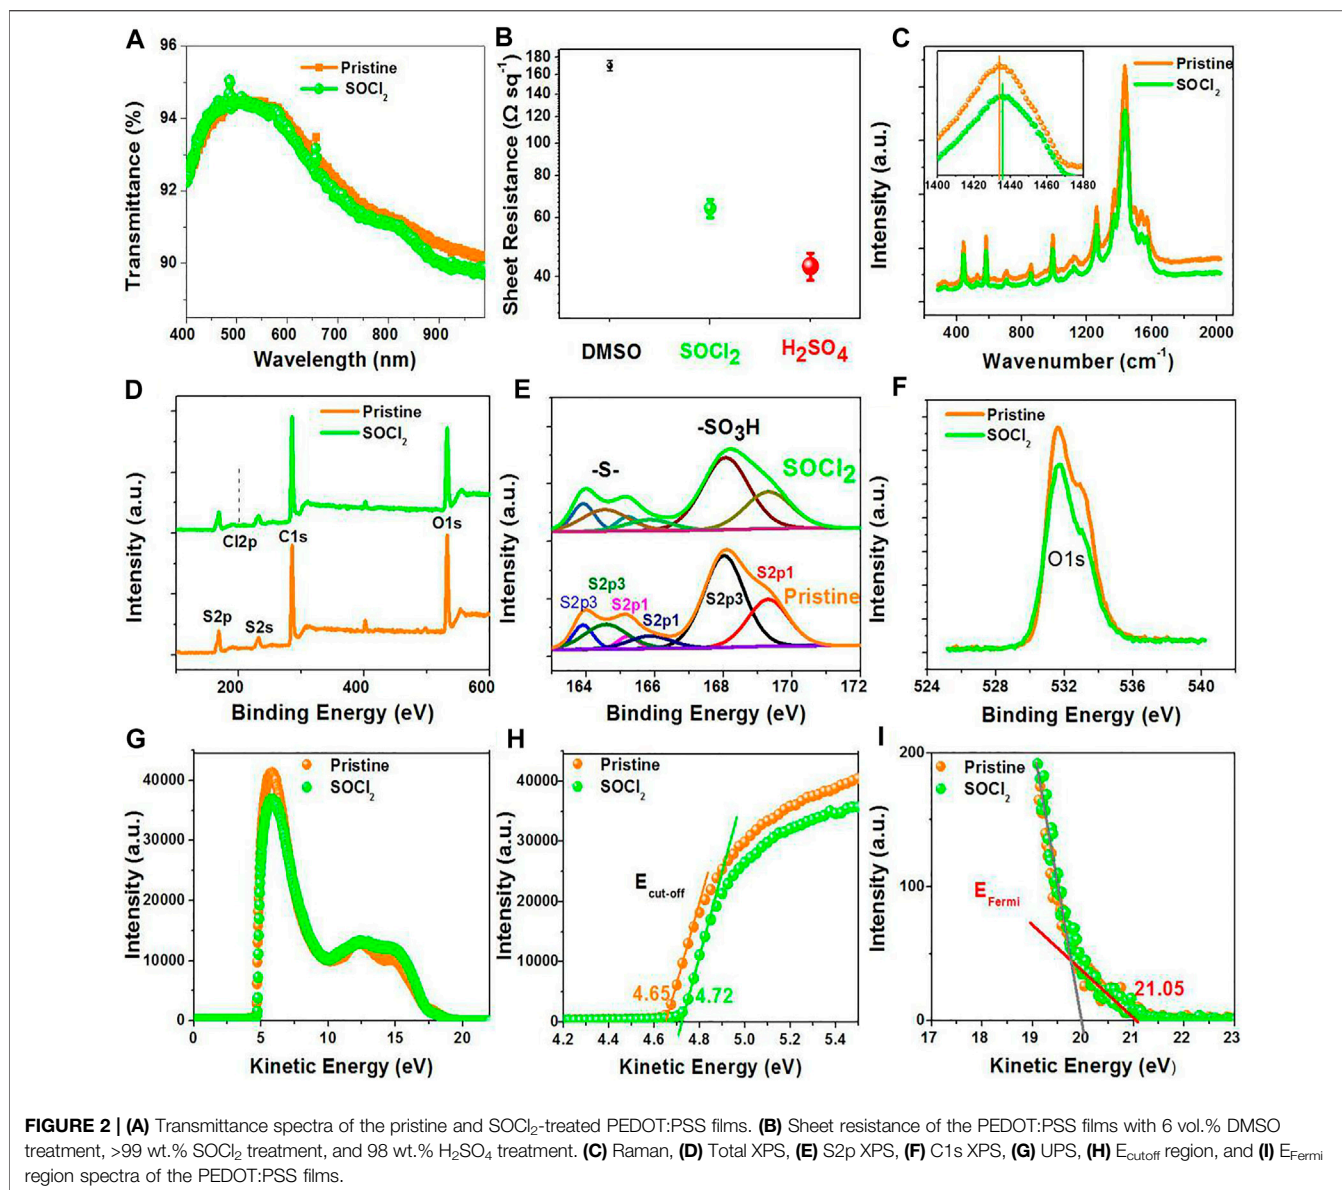 A
96
94
92
90
400 500 600 700 800 900
Transmittance (%)
Wavelength (nm)
Pristine
SOCl₂
B
180
160
140
120
100
80
60
40
Sheet Resistance (Ω sq⁻¹)
DMSO SOCl₂ H₂SO₄
C
Intensity (a.u.)
Pristine
SOCl₂
1400 1420 1440 1460 1480
400 800 1200 1600 2000
Wavenumber (cm⁻¹)
D
Intensity (a.u.)
Pristine
SOCl₂
Cl2p
C1s
O1s
S2p
S2s
200 400 600
Binding Energy (eV)
E
Intensity (a.u.)
-SO₃H
-S-
SOCl₂
S2p3
S2p3
S2p1
S2p1
S2p3
S2p1
Pristine
164 166 168 170 172
Binding Energy (eV)
F
Intensity (a.u.)
Pristine
SOCl₂
O1s
524 528 532 536 540
Binding Energy (eV)
G
Intensity (a.u.)
40000
30000
20000
10000
0
Pristine
SOCl₂
0 5 10 15 20
Kinetic Energy (eV)
H
Intensity (a.u.)
50000
40000
30000
20000
10000
0
Pristine
SOCl₂
E cut-off
4.65
4.72
4.2 4.4 4.6 4.8 5.0 5.2 5.4
Kinetic Energy (eV)
I
Intensity (a.u.)
200
100
0
Pristine
SOCl₂
E Fermi
21.05
17 18 19 20 21 22 23
Kinetic Energy (eV)
FIGURE 2 | (A) Transmittance spectra of the pristine and SOCl₂-treated PEDOT:PSS films. (B) Sheet resistance of the PEDOT:PSS films with 6 vol.% DMSO
treatment, >99 wt.% SOCl₂ treatment, and 98 wt.% H₂SO₄ treatment. (C) Raman, (D) Total XPS, (E) S2p XPS, (F) C1s XPS, (G) UPS, (H) Ecutoff region, and (I) EFermi
region spectra of the PEDOT:PSS films.